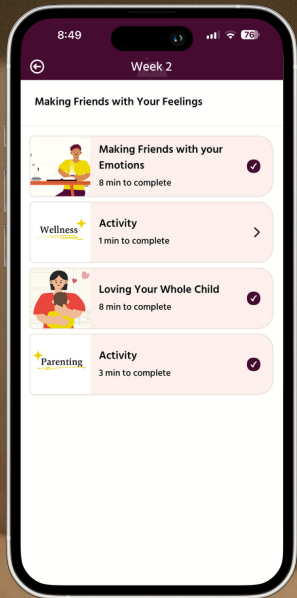 8:49
76
Week 2
Making Friends with Your Feelings
Making Friends with your
Emotions
8 min to complete
Wellness
Activity
1 min to complete
Loving Your Whole Child
8 min to complete
Parenting
Activity
3 min to complete